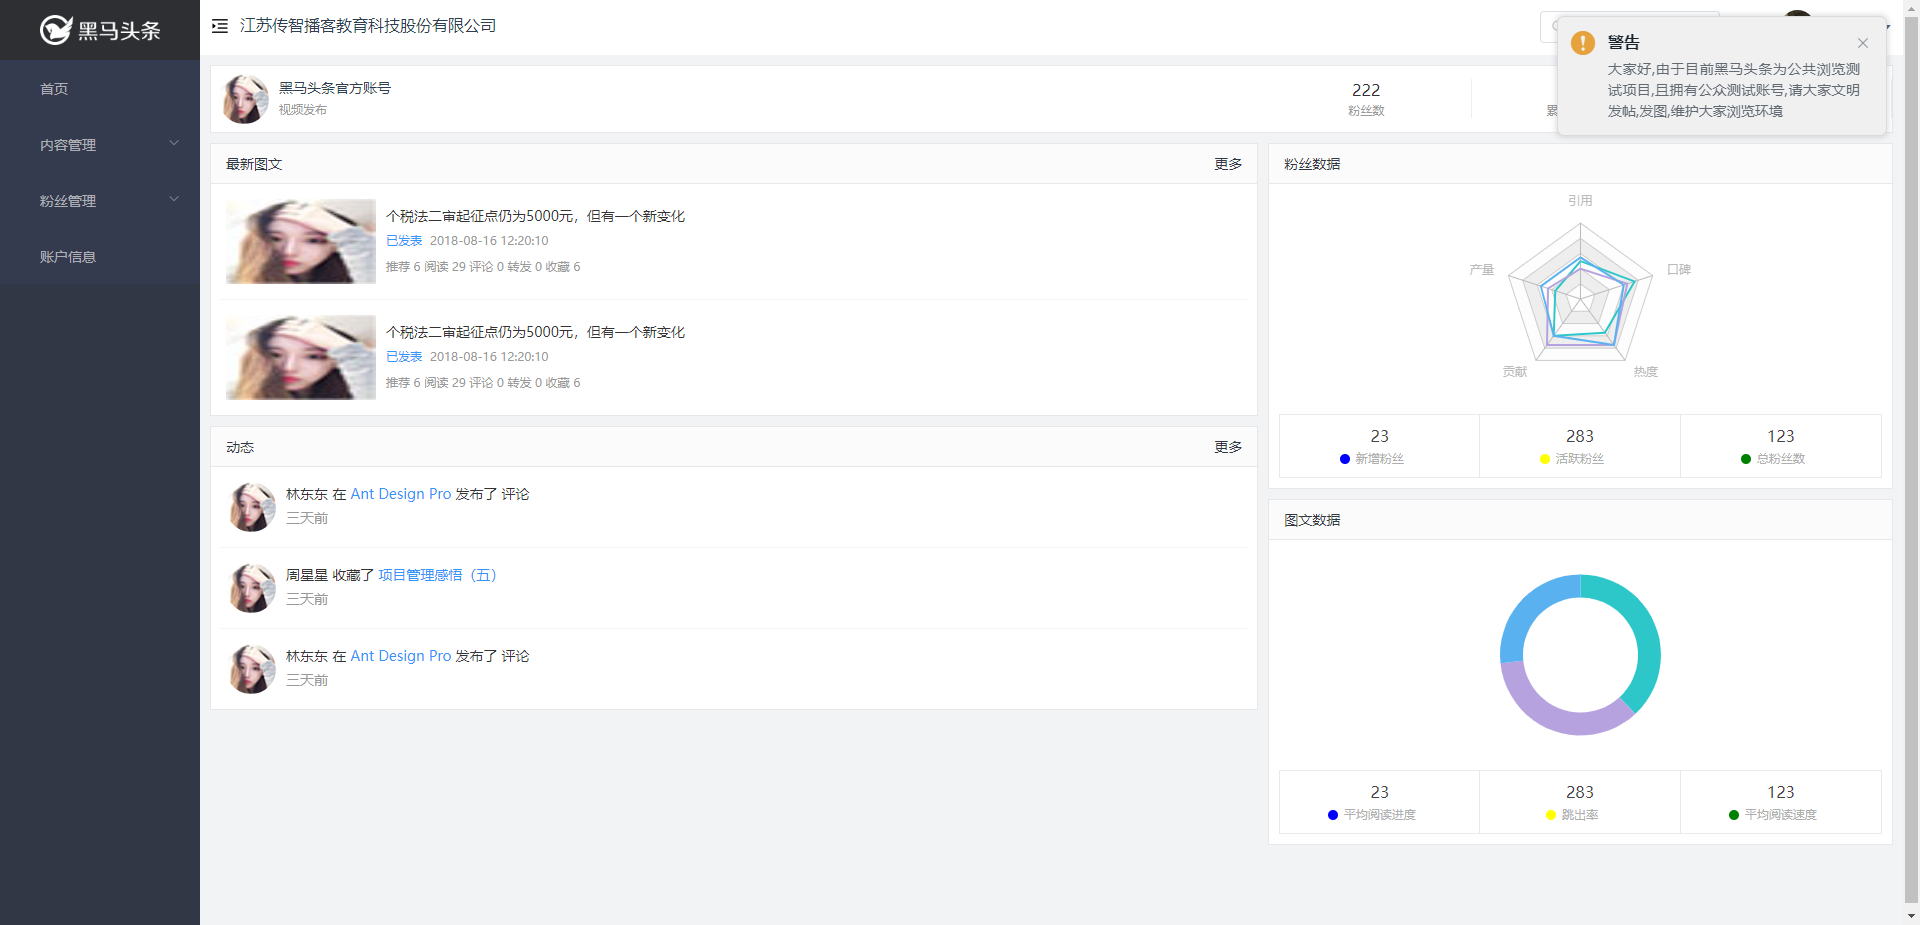 黑马头条
江苏传智播客教育科技股份有限公司
首页
内容管理
粉丝管理
账户信息
警告
大家好,由于目前黑马头条为公共浏览测
试项目,且拥有公众测试账号,请大家文明
发帖,发图,维护大家浏览环境
黑马头条官方账号
视频发布
222
粉丝数
累
最新图文 更多
个税法二审起征点仍为5000元，但有一个新变化
已发表 2018-08-16 12:20:10
推荐 6 阅读 29 评论 0 转发 0 收藏 6
个税法二审起征点仍为5000元，但有一个新变化
已发表 2018-08-16 12:20:10
推荐 6 阅读 29 评论 0 转发 0 收藏 6
动态 更多
林东东 在 Ant Design Pro 发布了 评论
三天前
周星星 收藏了 项目管理感悟（五）
三天前
林东东 在 Ant Design Pro 发布了 评论
三天前
粉丝数据
引用
产量 口碑
贡献 热度
23 283 123
新增粉丝 活跃粉丝 总粉丝数
图文数据
23 283 123
平均阅读进度 跳出率 平均阅读速度